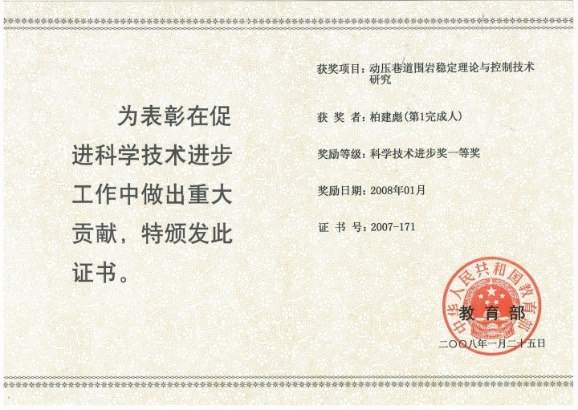 为表彰在促
进科学技术进步
工作中做出重大
贡献，特颁发此
证书。
获奖项目：动压巷道围岩稳定理论与控制技术
研究
获 奖 者：柏建彪(第1完成人)
奖励等级：科学技术进步奖一等奖
奖励日期：2008年01月
证 书 号：2007-171
中华人民共和国教育部
教育部
二〇〇八年一月二十五日